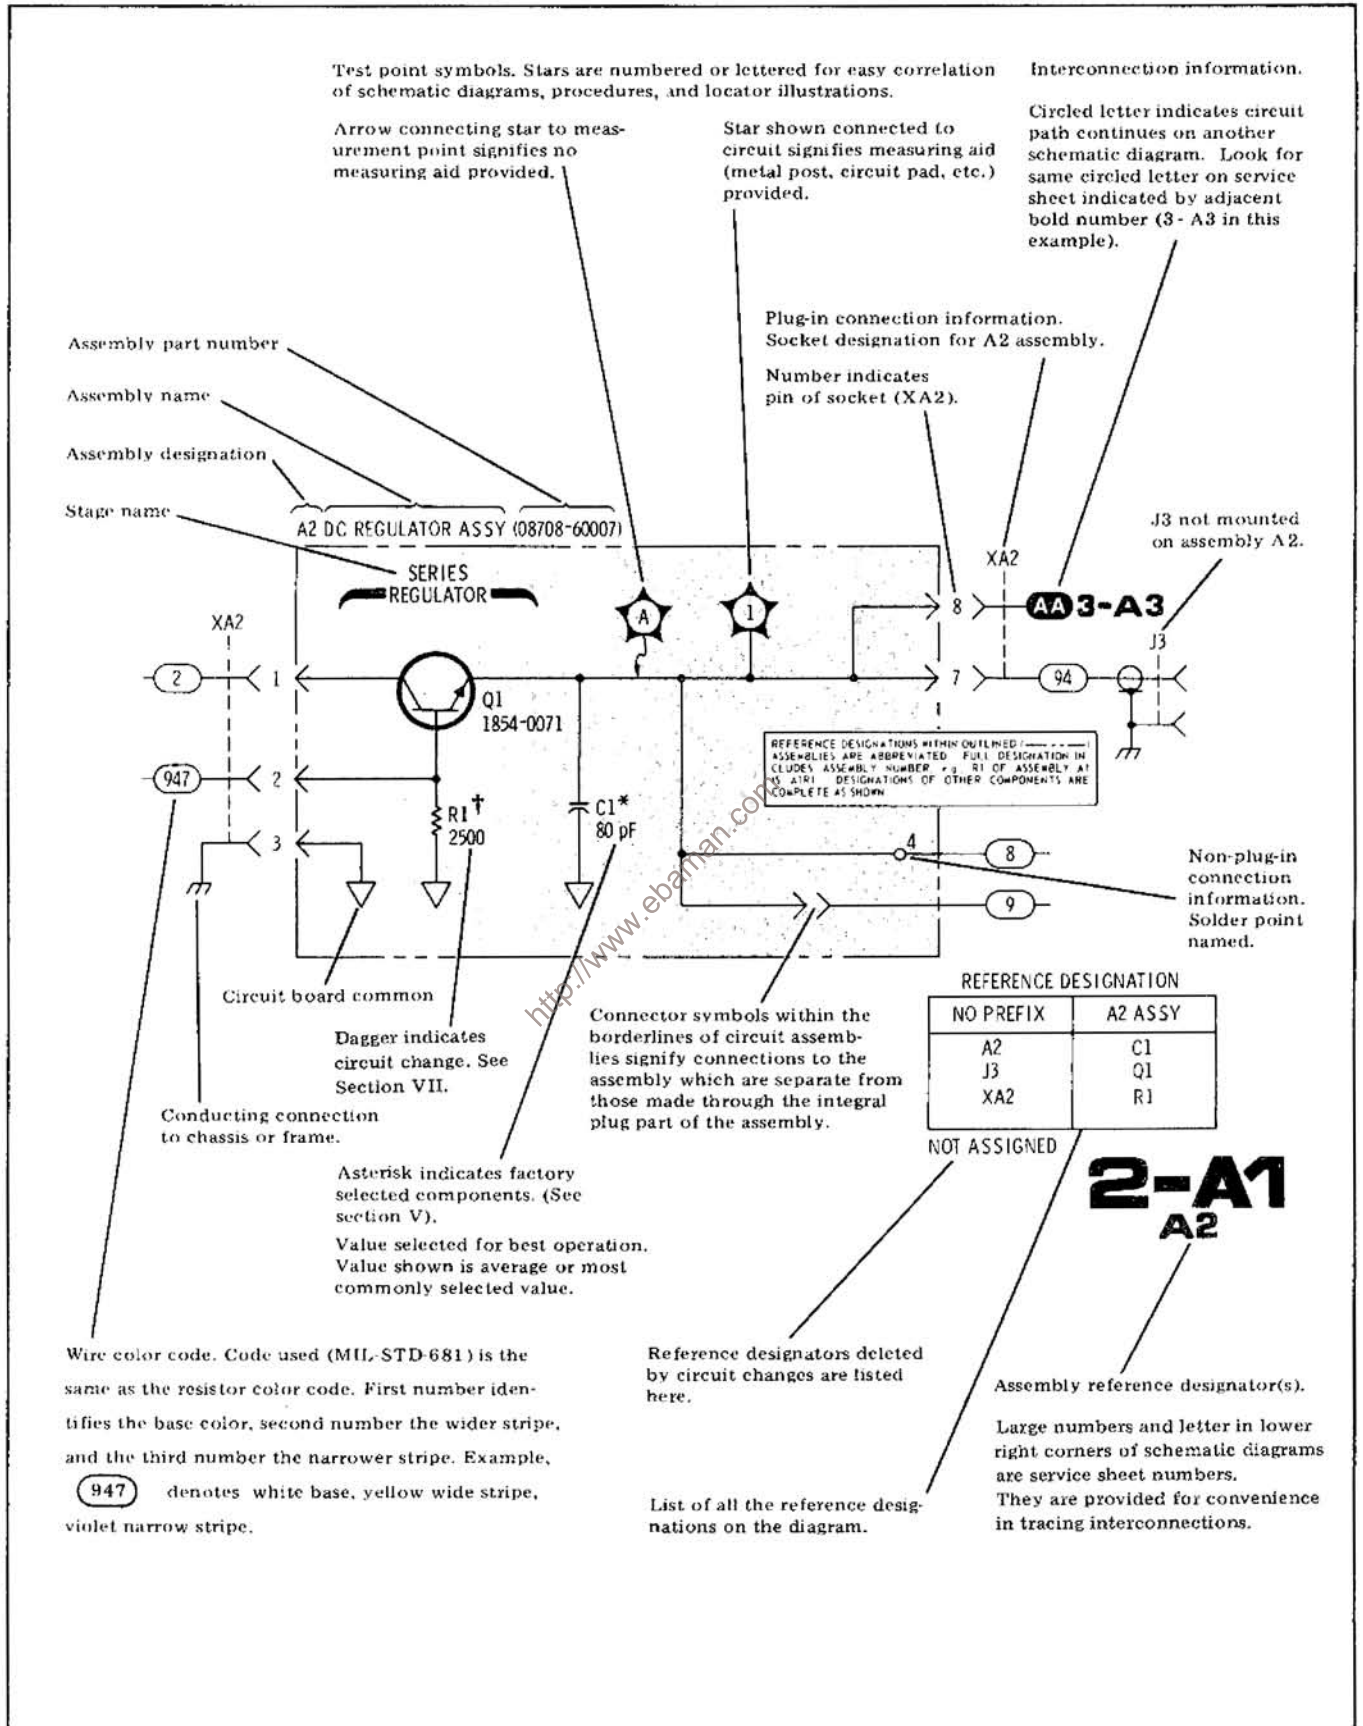 Test point symbols. Stars are numbered or lettered for easy correlation
of schematic diagrams, procedures, and locator illustrations.
Arrow connecting star to meas-
urement point signifies no
measuring aid provided.
Star shown connected to
circuit signifies measuring aid
(metal post, circuit pad, etc.)
provided.
Interconnection information.
Circled letter indicates circuit
path continues on another
schematic diagram. Look for
same circled letter on service
sheet indicated by adjacent
bold number (3- A3 in this
example).
Plug-in connection information.
Socket designation for A2 assembly.
Number indicates
pin of socket (XA2).
Assembly part number
Assembly name
Assembly designation
Stage name
A2 DC REGULATOR ASSY (08708-60007)
SERIES
REGULATOR
A
1
J3 not mounted
on assembly A2.
XA2
8
AA 3-A3
J3
XA2
2
1
Q1
1854-0071
7
94
947
2
REFERENCE DESIGNATIONS WITHIN OUTLINED (
ASSEMBLIES ARE ABBREVIATED FULL DESIGNATION IN
CLUDES ASSEMBLY NUMBER e.g. R1 OF ASSEMBLY A1
IS A1R1 DESIGNATIONS OF OTHER COMPONENTS ARE
COMPLETE AS SHOWN
R1†
2500
C1*
80 pF
3
4
8
9
Non-plug-in
connection
information.
Solder point
named.
http://www.ebaman.com
Circuit board common
Dagger indicates
circuit change. See
Section VII.
Conducting connection
to chassis or frame.
Connector symbols within the
borderlines of circuit assemb-
lies signify connections to the
assembly which are separate from
those made through the integral
plug part of the assembly.
REFERENCE DESIGNATION
NO PREFIX A2 ASSY
A2 C1
J3 Q1
XA2 R1
NOT ASSIGNED
2-A1
A2
Asterisk indicates factory
selected components. (See
section V).
Value selected for best operation.
Value shown is average or most
commonly selected value.
Wire color code. Code used (MIL-STD-681) is the
same as the resistor color code. First number iden-
tifies the base color, second number the wider stripe,
and the third number the narrower stripe. Example,
947 denotes white base, yellow wide stripe,
violet narrow stripe.
Reference designators deleted
by circuit changes are listed
here.
List of all the reference desig-
nations on the diagram.
Assembly reference designator(s).
Large numbers and letter in lower
right corners of schematic diagrams
are service sheet numbers.
They are provided for convenience
in tracing interconnections.